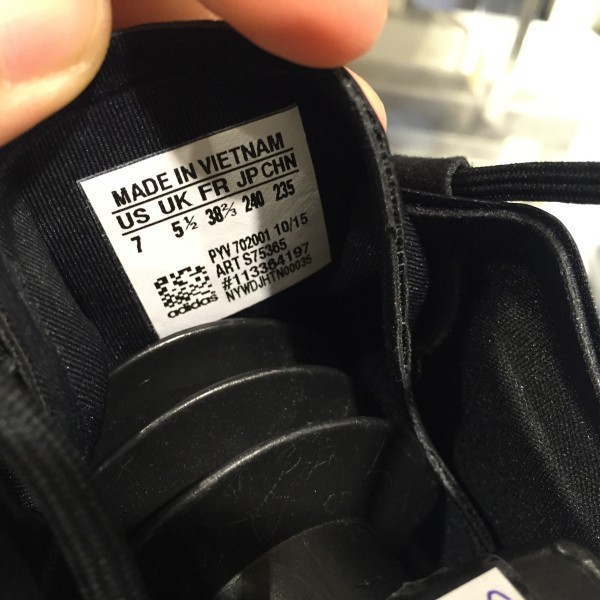 MADE IN VIETNAM
US UK FR JP CHN
7 5½ 38⅔ 240 235
PYV 702001 10/15
ART S75365
#113364197
NYWDJHTN00035
adidas